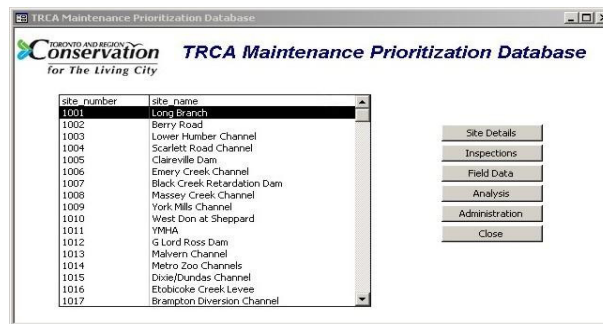 TRCA Maintenance Prioritization Database
TORONTO AND REGION
Conservation
for The Living City
TRCA Maintenance Prioritization Database
site_number site_name
1001 Long Branch
1002 Berry Road
1003 Lower Humber Channel
1004 Scarlett Road Channel
1005 Claireville Dam
1006 Emery Creek Channel
1007 Black Creek Retardation Dam
1008 Massey Creek Channel
1009 York Mills Channel
1010 West Don at Sheppard
1011 YMHA
1012 G Lord Ross Dam
1013 Malvern Channel
1014 Metro Zoo Channels
1015 Dixie/Dundas Channel
1016 Etobicoke Creek Levee
1017 Brampton Diversion Channel
Site Details
Inspections
Field Data
Analysis
Administration
Close